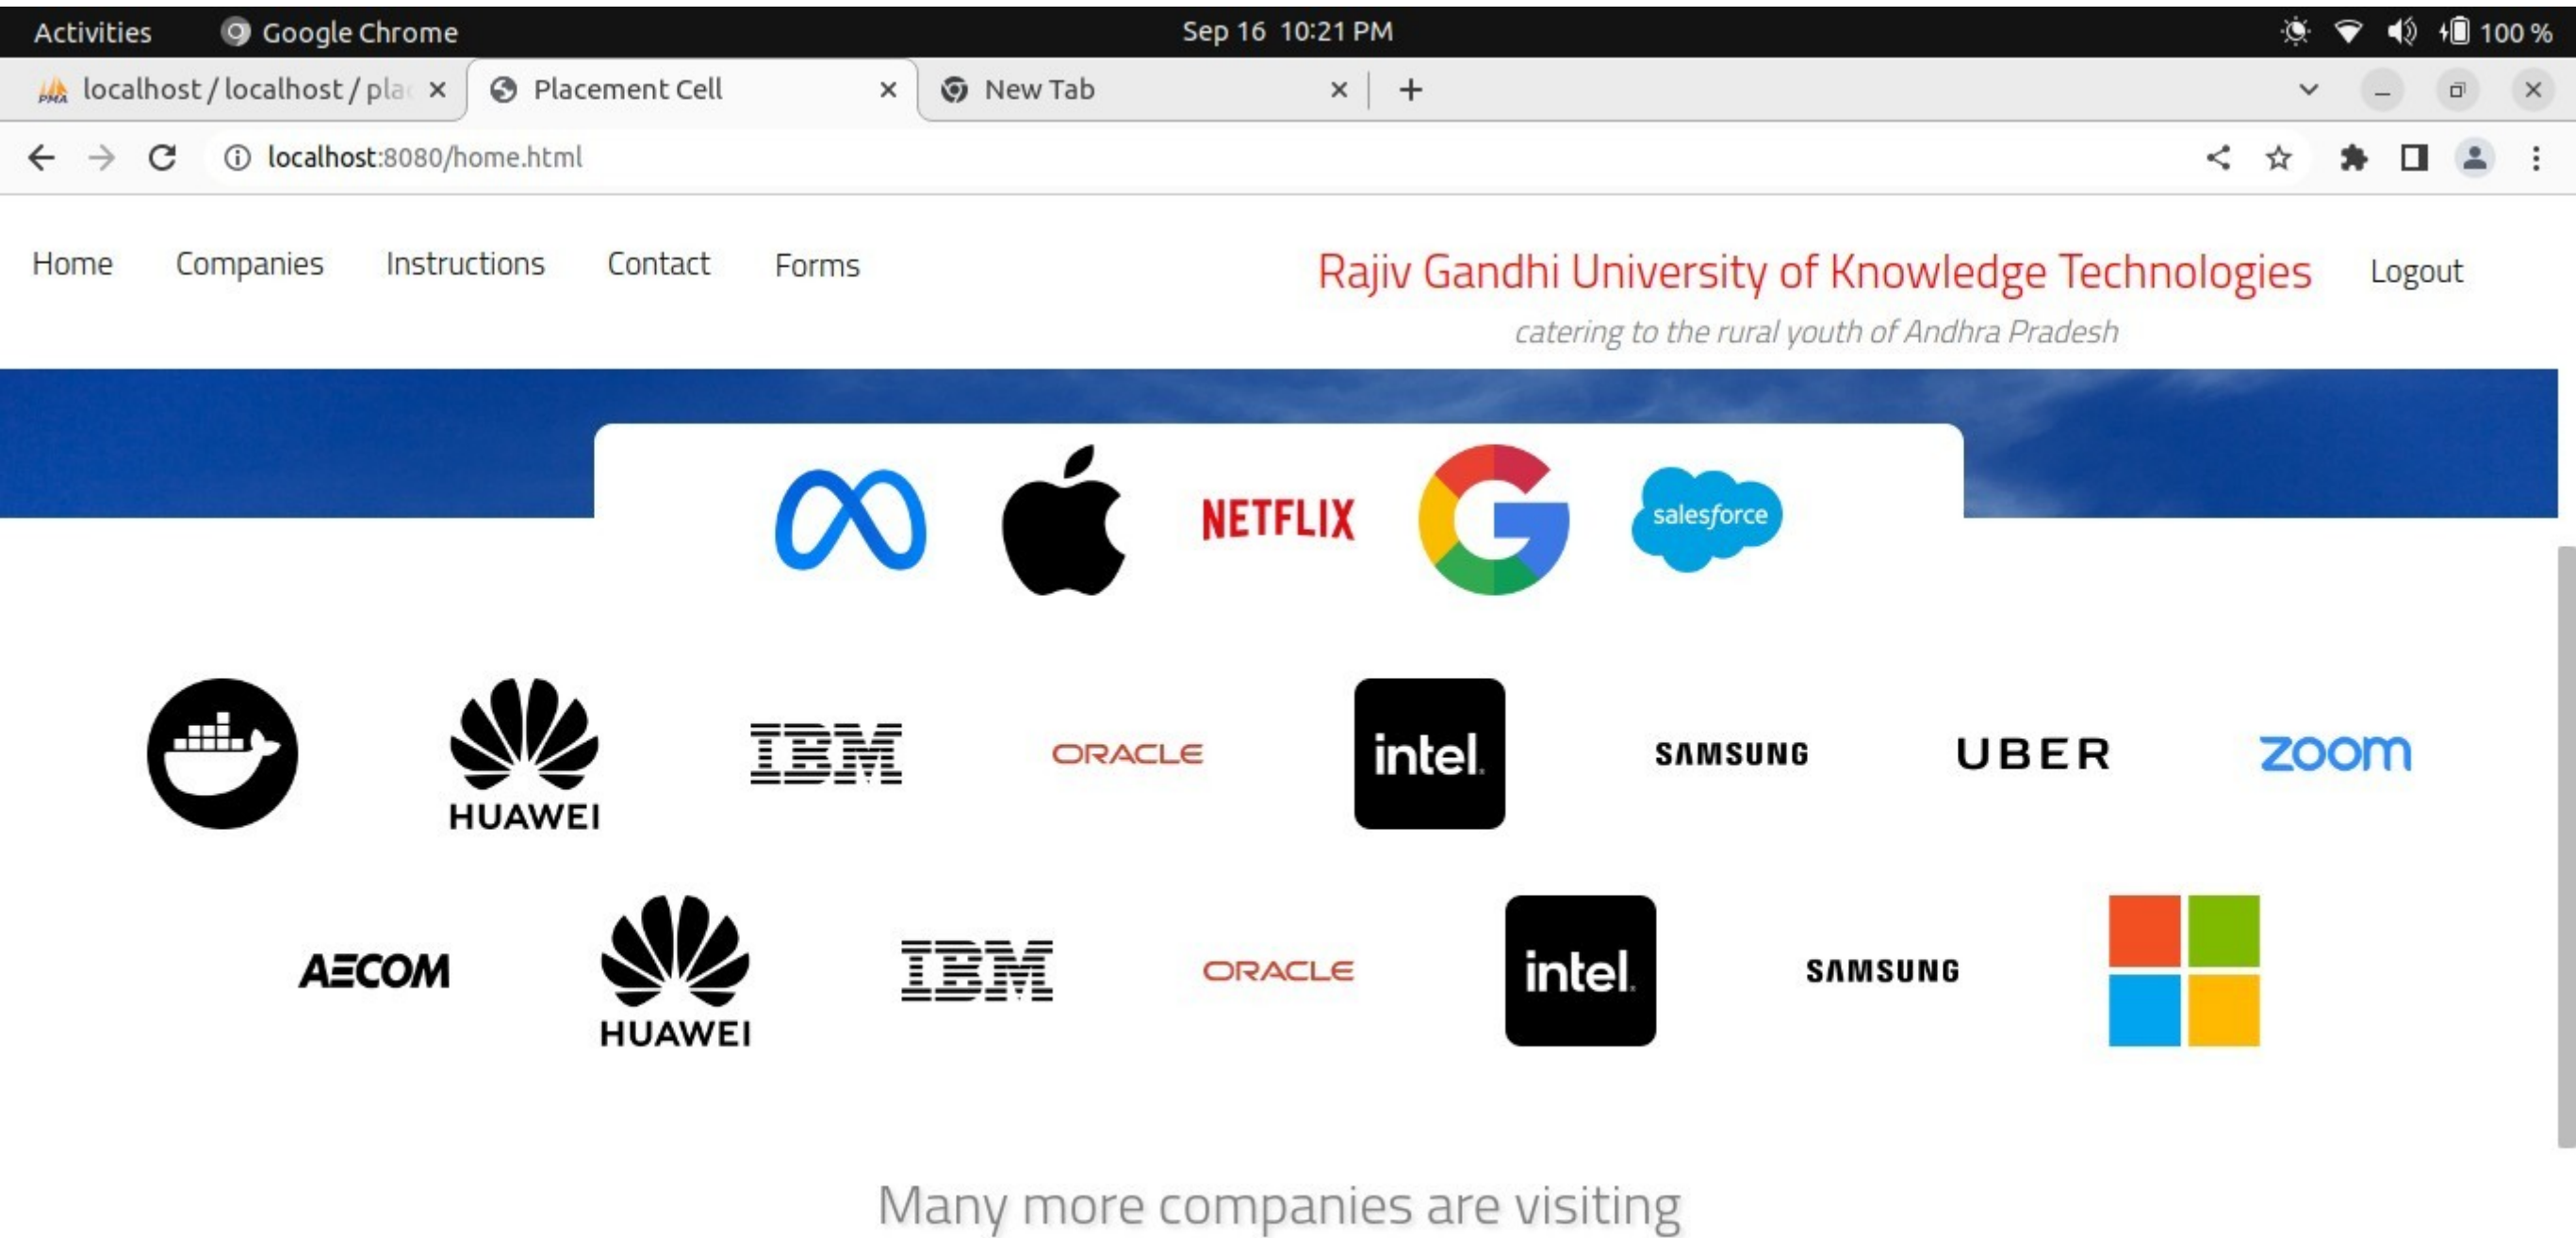 Activities Google Chrome Sep 16 10:21 PM 100 %
PMA localhost / localhost / pla Placement Cell New Tab
localhost:8080/home.html
Home Companies Instructions Contact Forms Rajiv Gandhi University of Knowledge Technologies Logout
catering to the rural youth of Andhra Pradesh
NETFLIX salesforce
HUAWEI IBM ORACLE intel. SAMSUNG UBER zoom
AECOM HUAWEI IBM ORACLE intel. SAMSUNG
Many more companies are visiting